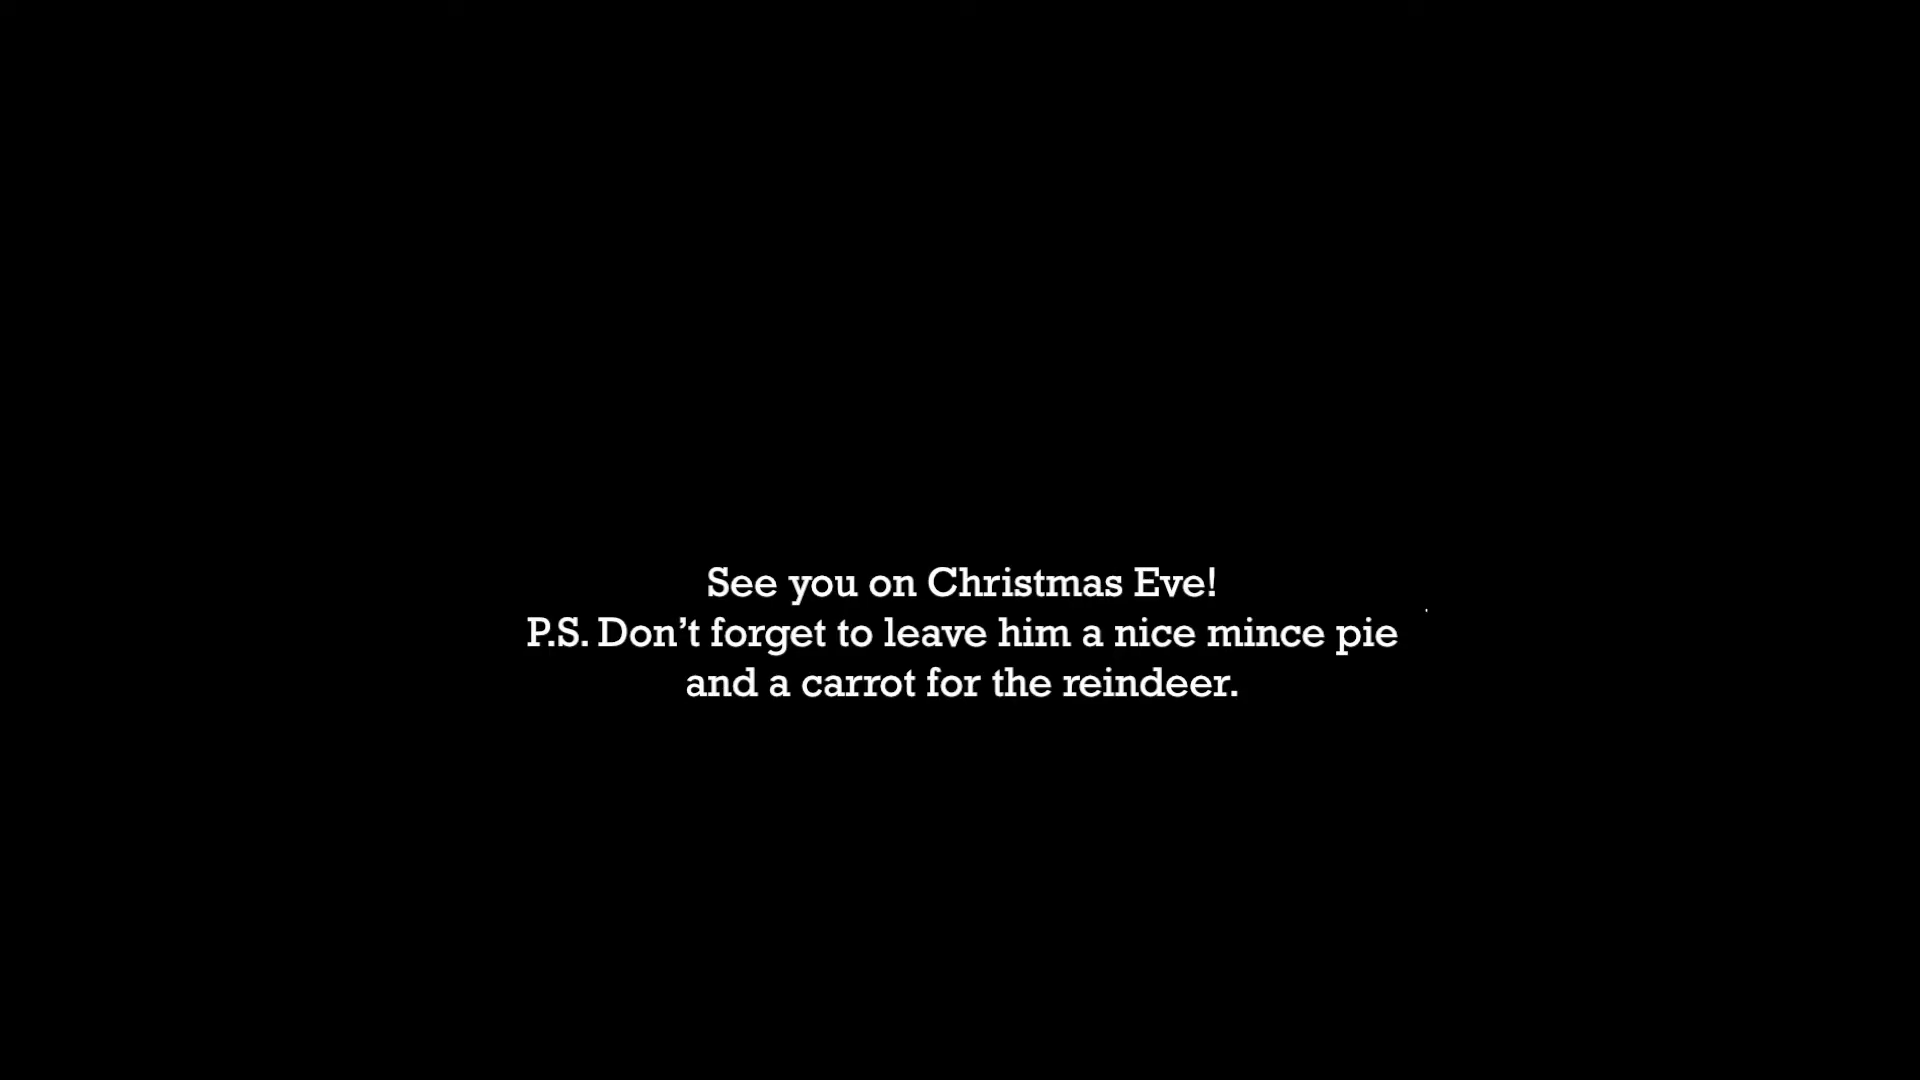 See you on Christmas Eve!
P.S. Don’t forget to leave him a nice mince pie
and a carrot for the reindeer.